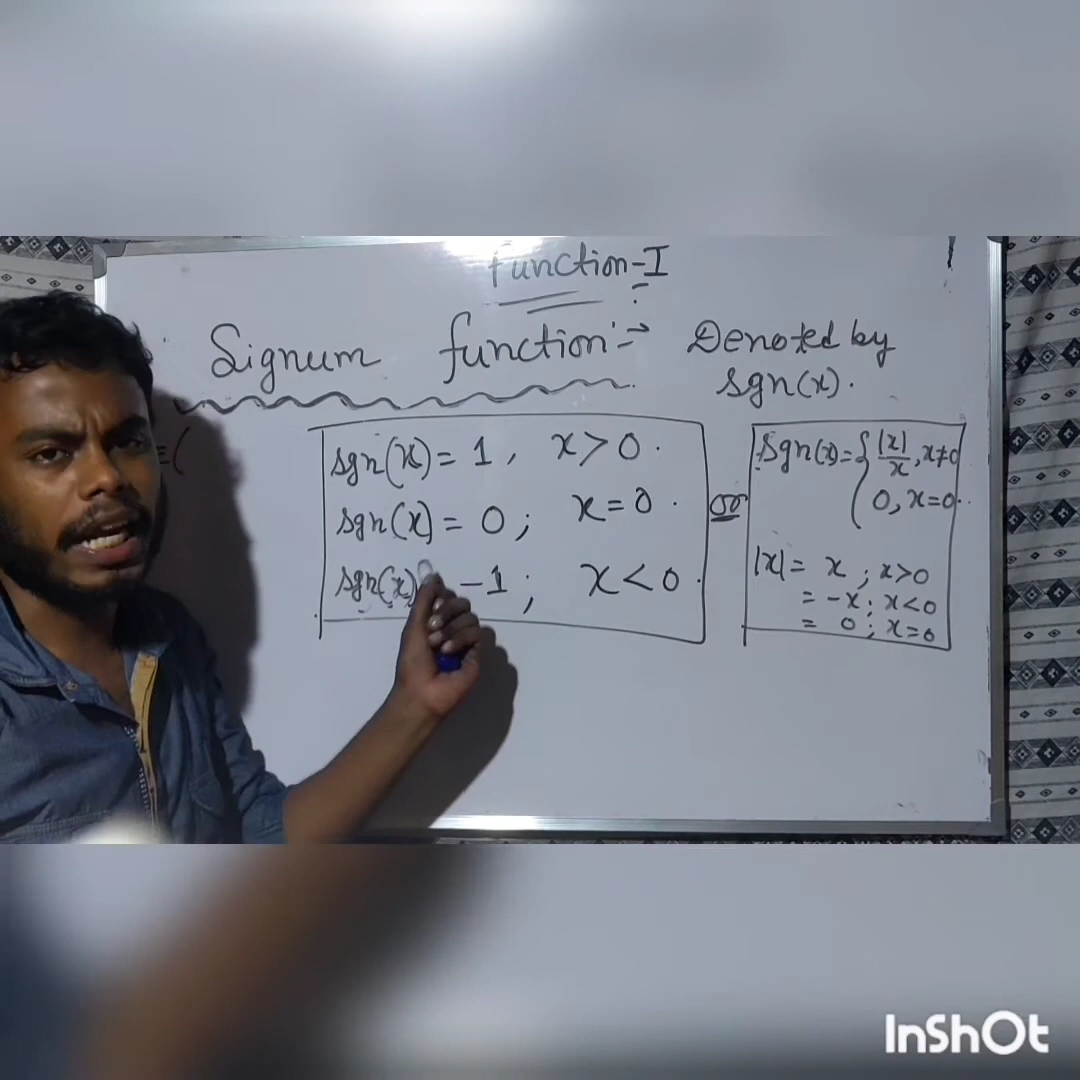 Function-I
Signum function:→ Denoted by
sgn(x).
sgn(x) = 1, x>0.
sgn(x) = 0; x=0.
sgn(x) -1; x<0.
or
sgn(x)={|x|/x, x≠0
0, x=0.
|x|= x; x>0
= -x; x<0
= 0; x=0
=(
InShOt